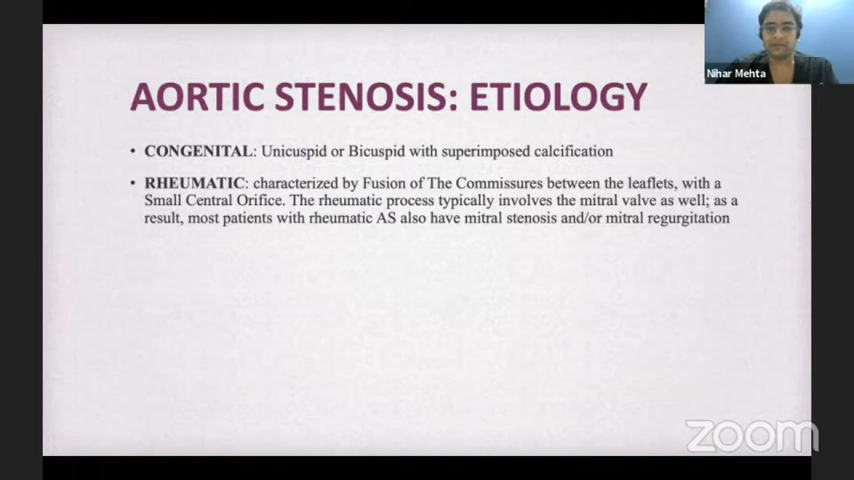 Nihar Mehta
AORTIC STENOSIS: ETIOLOGY
• CONGENITAL: Unicuspid or Bicuspid with superimposed calcification
• RHEUMATIC: characterized by Fusion of The Commissures between the leaflets, with a
Small Central Orifice. The rheumatic process typically involves the mitral valve as well; as a
result, most patients with rheumatic AS also have mitral stenosis and/or mitral regurgitation
zoom